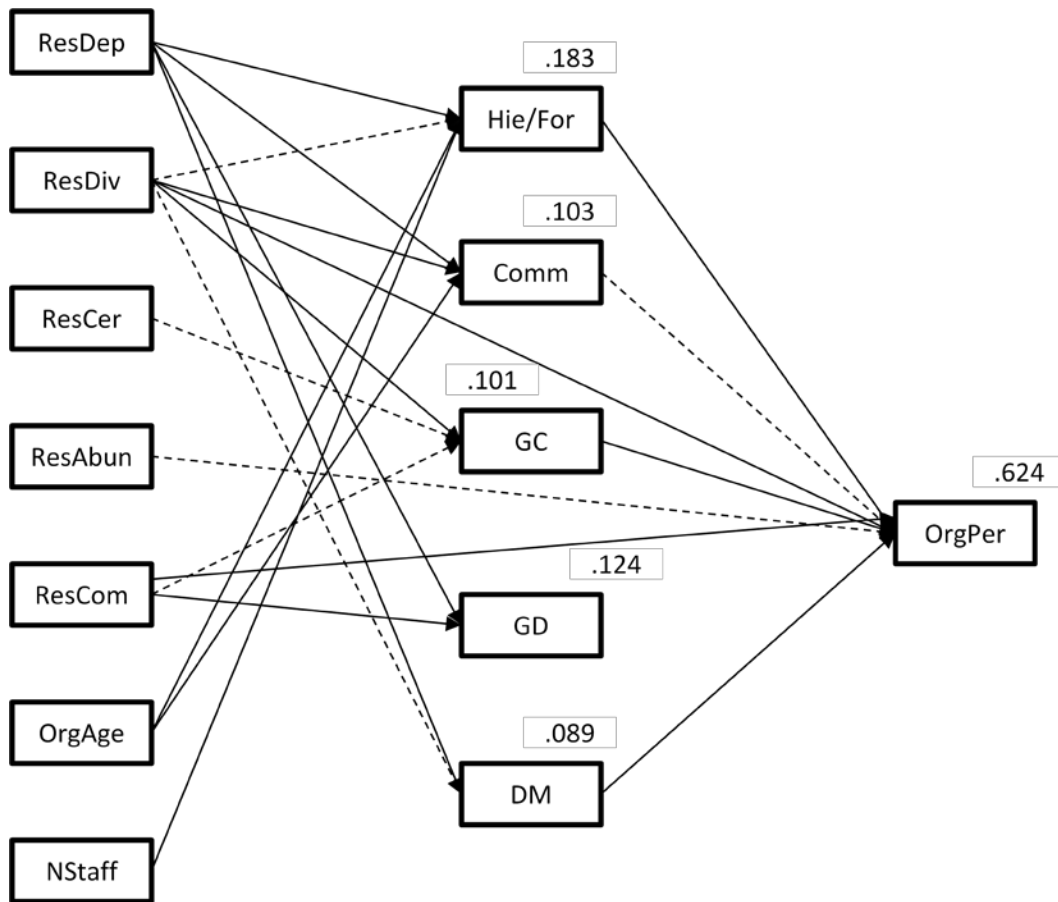 ResDep
ResDiv
ResCer
ResAbun
ResCom
OrgAge
NStaff
.183
Hie/For
.103
Comm
.101
GC
.124
GD
.089
DM
.624
OrgPer